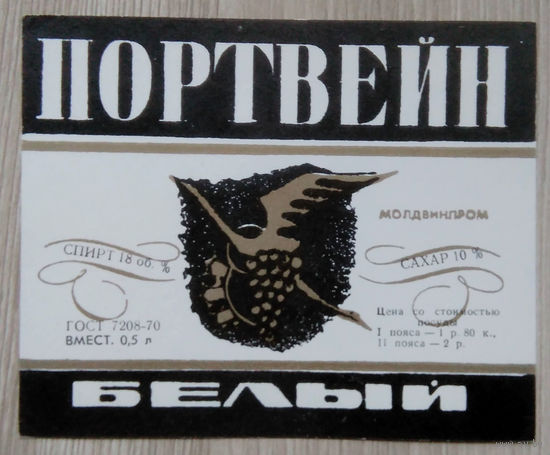 ПОРТВЕЙН
МОЛДВИНПРОМ
СПИРТ 18 об. %
САХАР 10 %
ГОСТ 7208-70
ВМЕСТ. 0,5 л
Цена со стоимостью
посуды
I пояса — 1 р. 80 к.,
II пояса — 2 р.
БЕЛЫЙ